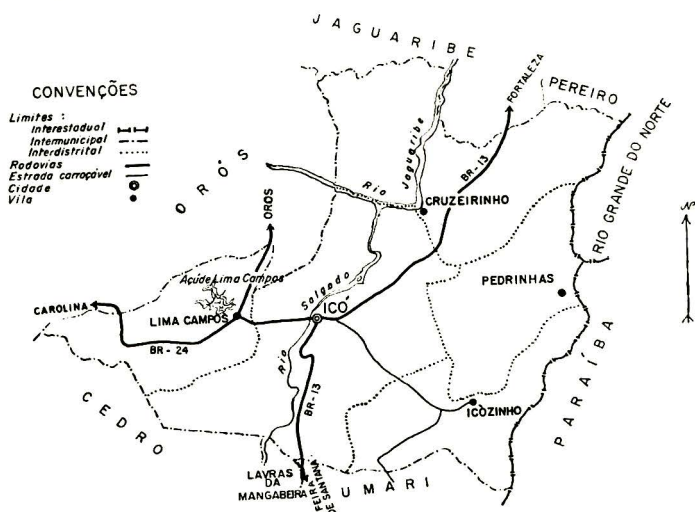 JAGUARIBE
FORTALEZA
PEREIRO
CONVENÇÕES
Limites :
Interestadual
Intermunicipal
Interdistrital
Rodovias
Estrada carroçável
Cidade
Vila
RIO GRANDE DO NORTE
N
ORÓS
Rio
Jaguaribe
BR-13
CRUZEIRINHO
OROS
PEDRINHAS
Açúde Lima Campos
Salgado
CAROLINA
LIMA CAMPOS
ICÓ
BR-24
Rio
BR-13
PARAÍBA
CEDRO
ICÒZINHO
LAVRAS
DA
MANGABEIRA
FEIRA
DE SANTANA
UMARI